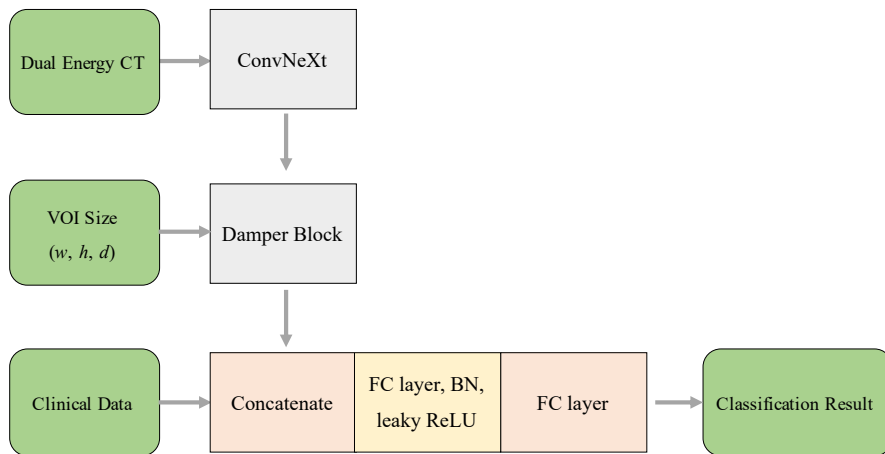 Dual Energy CT
ConvNeXt
VOI Size
(w, h, d)
Damper Block
Clinical Data
Concatenate
FC layer, BN,
leaky ReLU
FC layer
Classification Result